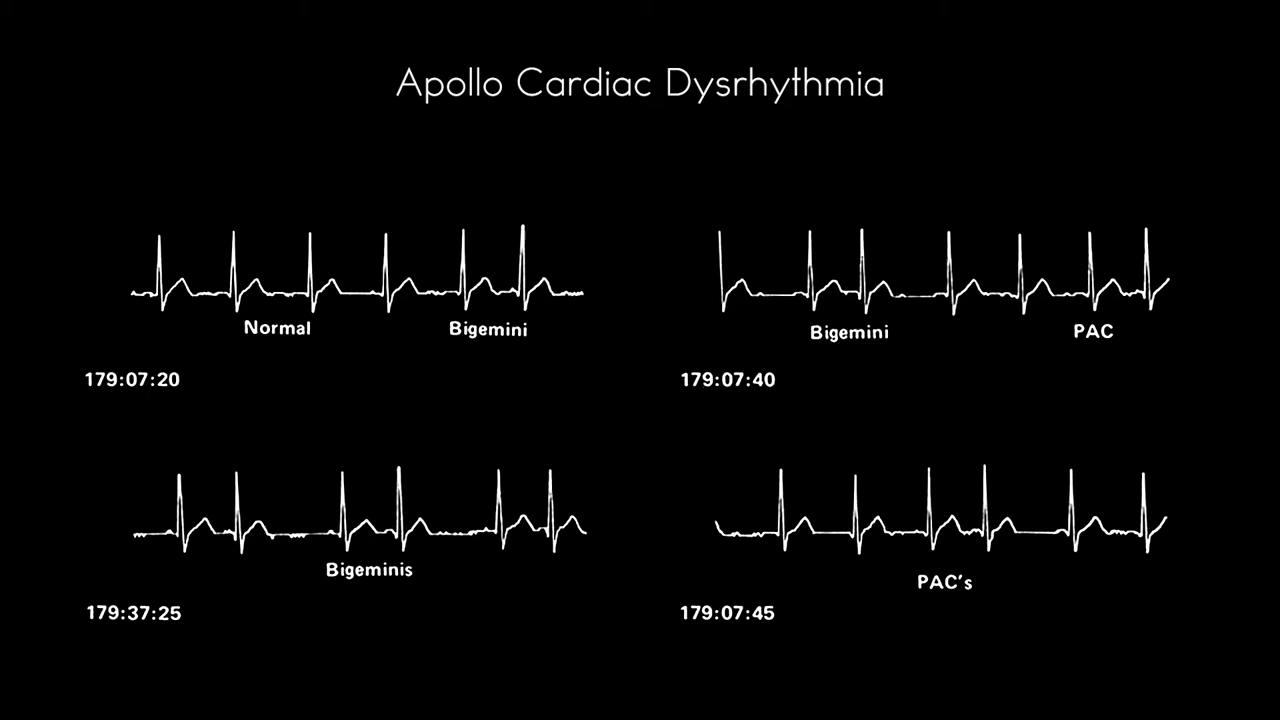 Apollo Cardiac Dysrhythmia
Normal
Bigemini
179:07:20
Bigemini
PAC
179:07:40
Bigeminis
179:37:25
PAC's
179:07:45